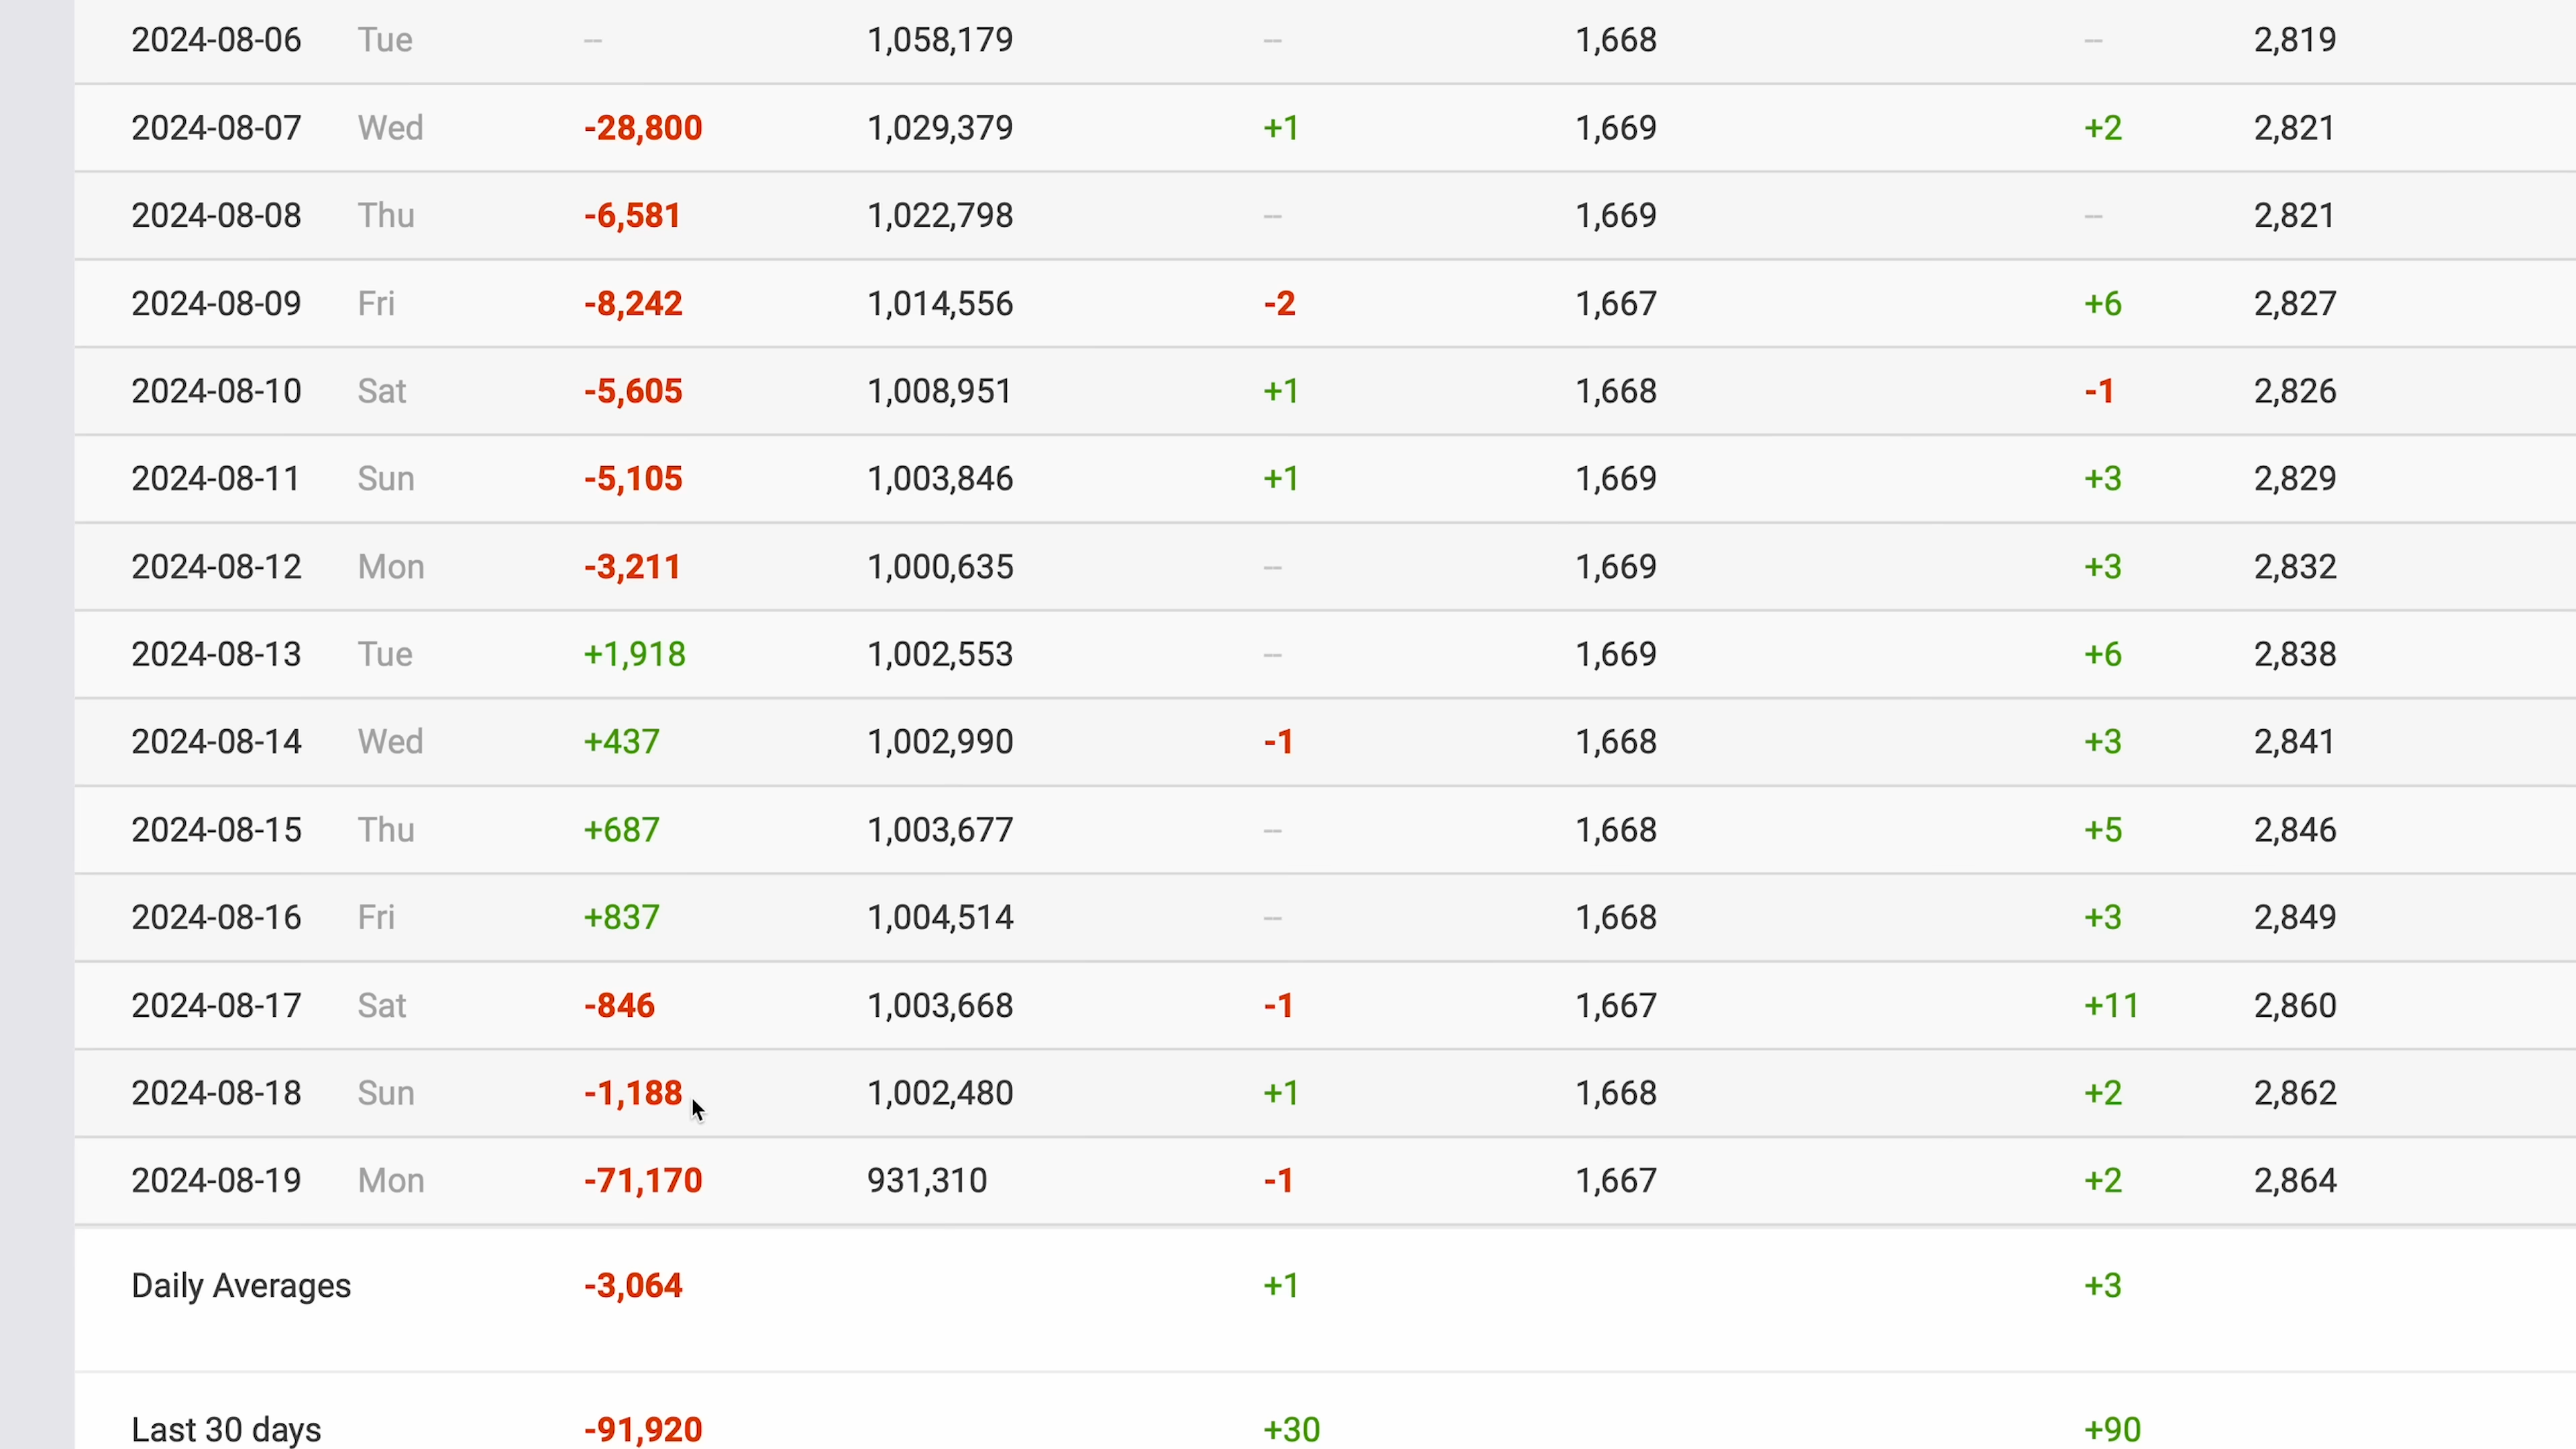 2024-08-06 Tue -- 1,058,179 -- 1,668 -- 2,819
2024-08-07 Wed -28,800 1,029,379 +1 1,669 +2 2,821
2024-08-08 Thu -6,581 1,022,798 -- 1,669 -- 2,821
2024-08-09 Fri -8,242 1,014,556 -2 1,667 +6 2,827
2024-08-10 Sat -5,605 1,008,951 +1 1,668 -1 2,826
2024-08-11 Sun -5,105 1,003,846 +1 1,669 +3 2,829
2024-08-12 Mon -3,211 1,000,635 -- 1,669 +3 2,832
2024-08-13 Tue +1,918 1,002,553 -- 1,669 +6 2,838
2024-08-14 Wed +437 1,002,990 -1 1,668 +3 2,841
2024-08-15 Thu +687 1,003,677 -- 1,668 +5 2,846
2024-08-16 Fri +837 1,004,514 -- 1,668 +3 2,849
2024-08-17 Sat -846 1,003,668 -1 1,667 +11 2,860
2024-08-18 Sun -1,188 1,002,480 +1 1,668 +2 2,862
2024-08-19 Mon -71,170 931,310 -1 1,667 +2 2,864
Daily Averages -3,064 +1 +3
Last 30 days -91,920 +30 +90